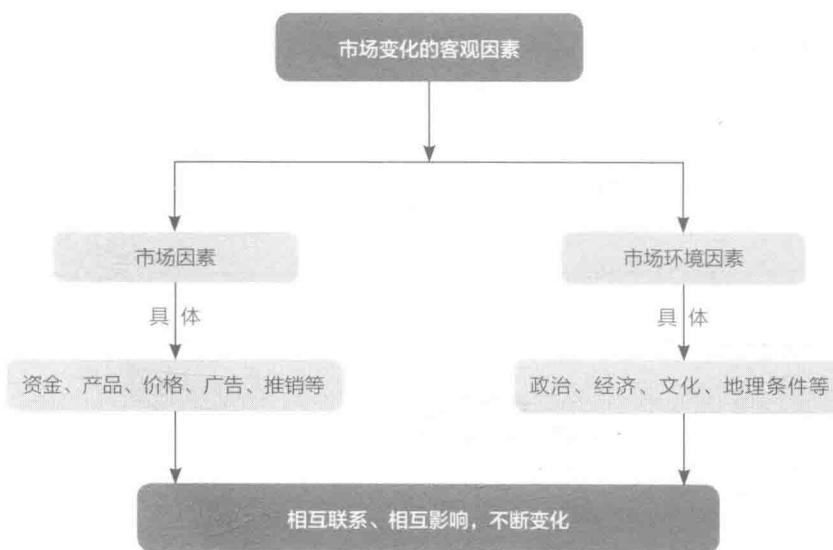 市场变化的客观因素
市场因素
市场环境因素
具体
具体
资金、产品、价格、广告、推销等
政治、经济、文化、地理条件等
相互联系、相互影响，不断变化